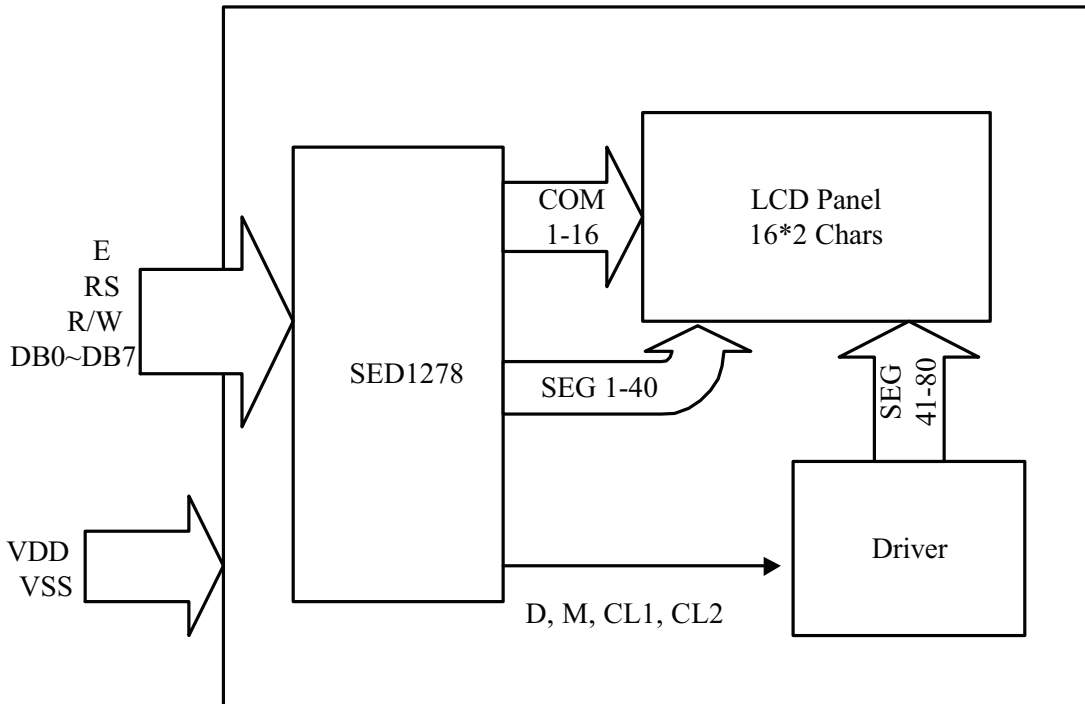 E
RS
R/W
DB0~DB7
VDD
VSS
SED1278
COM
1-16
SEG 1-40
D, M, CL1, CL2
LCD Panel
16*2 Chars
SEG
41-80
Driver